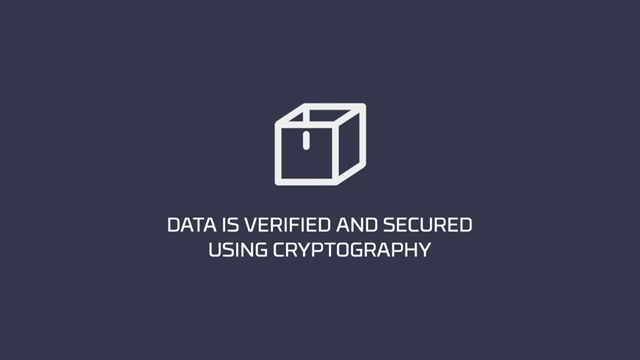 DATA IS VERIFIED AND SECURED
USING CRYPTOGRAPHY